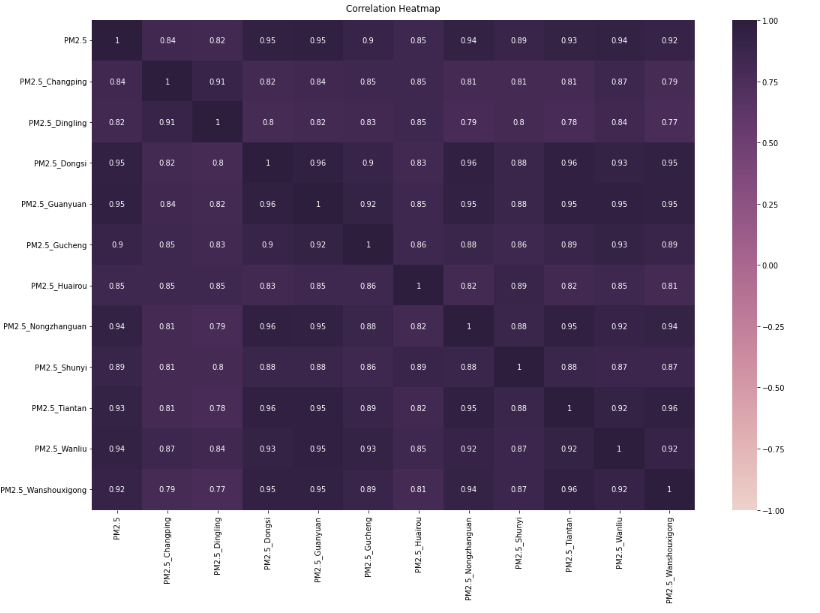 Correlation Heatmap
PM2.5 1 0.84 0.82 0.95 0.95 0.9 0.85 0.94 0.89 0.93 0.94 0.92
PM2.5_Changping 0.84 1 0.91 0.82 0.84 0.85 0.85 0.81 0.81 0.81 0.87 0.79
PM2.5_Dingling 0.82 0.91 1 0.8 0.82 0.83 0.85 0.79 0.8 0.78 0.84 0.77
PM2.5_Dongsi 0.95 0.82 0.8 1 0.96 0.9 0.83 0.96 0.88 0.96 0.93 0.95
PM2.5_Guanyuan 0.95 0.84 0.82 0.96 1 0.92 0.85 0.95 0.88 0.95 0.95 0.95
PM2.5_Gucheng 0.9 0.85 0.83 0.9 0.92 1 0.86 0.88 0.86 0.89 0.93 0.89
PM2.5_Huairou 0.85 0.85 0.85 0.83 0.85 0.86 1 0.82 0.89 0.82 0.85 0.81
PM2.5_Nongzhanguan 0.94 0.81 0.79 0.96 0.95 0.88 0.82 1 0.88 0.95 0.92 0.94
PM2.5_Shunyi 0.89 0.81 0.8 0.88 0.88 0.86 0.89 0.88 1 0.88 0.87 0.87
PM2.5_Tiantan 0.93 0.81 0.78 0.96 0.95 0.89 0.82 0.95 0.88 1 0.92 0.96
PM2.5_Wanliu 0.94 0.87 0.84 0.93 0.95 0.93 0.85 0.92 0.87 0.92 1 0.92
PM2.5_Wanshouxigong 0.92 0.79 0.77 0.95 0.95 0.89 0.81 0.94 0.87 0.96 0.92 1
PM2.5
PM2.5_Changping
PM2.5_Dingling
PM2.5_Dongsi
PM2.5_Guanyuan
PM2.5_Gucheng
PM2.5_Huairou
PM2.5_Nongzhanguan
PM2.5_Shunyi
PM2.5_Tiantan
PM2.5_Wanliu
PM2.5_Wanshouxigong
1.00
0.75
0.50
0.25
0.00
−0.25
−0.50
−0.75
−1.00